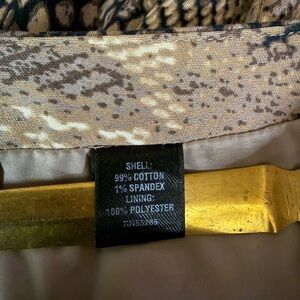 SHELL:
99% COTTON
1% SPANDEX
LINING:
100% POLYESTER